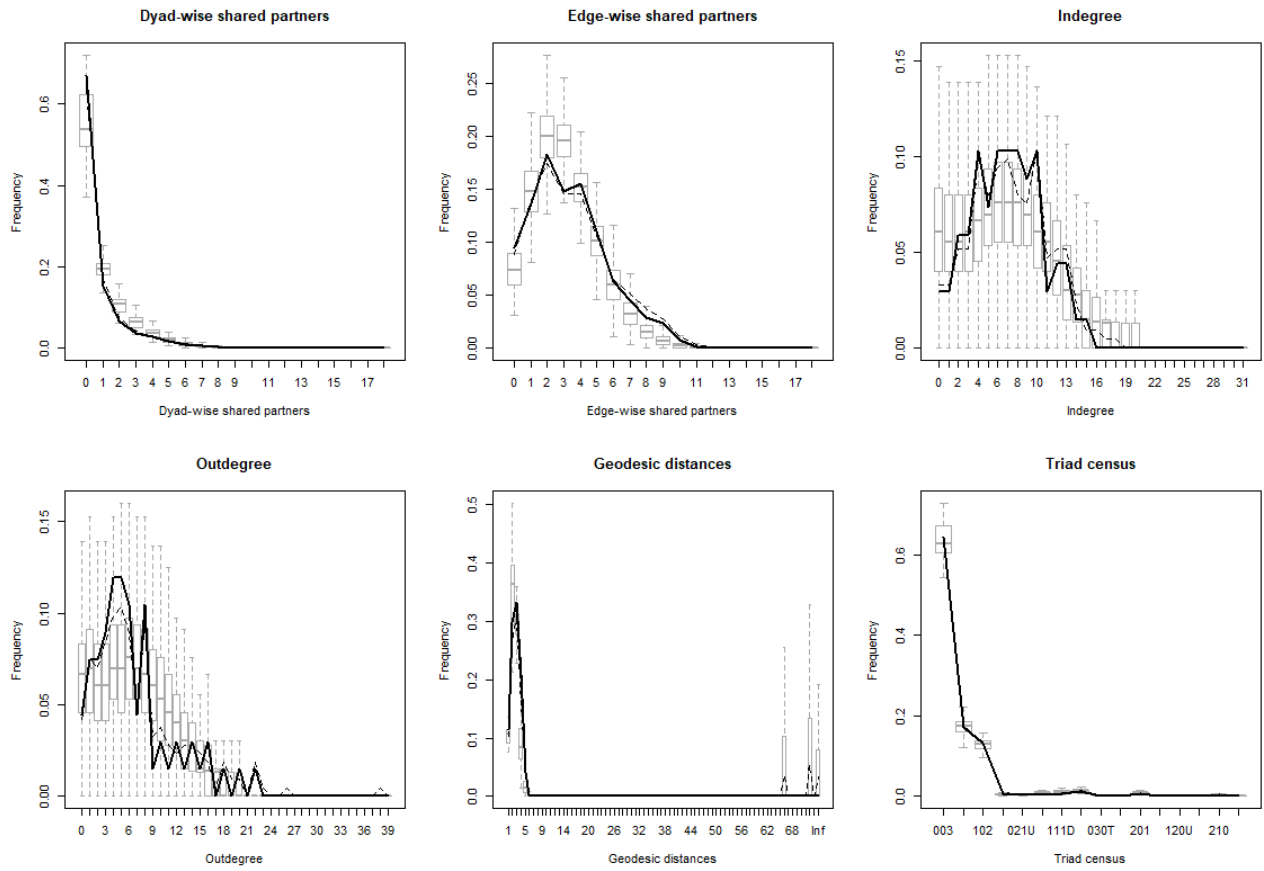 Dyad-wise shared partners
Frequency
0.0 0.2 0.4 0.6
0 1 2 3 4 5 6 7 8 9 11 13 15 17
Dyad-wise shared partners
Edge-wise shared partners
Frequency
0.00 0.05 0.10 0.15 0.20 0.25
0 1 2 3 4 5 6 7 8 9 11 13 15 17
Edge-wise shared partners
Indegree
Frequency
0.00 0.05 0.10 0.15
0 2 4 6 8 10 13 16 19 22 25 28 31
Indegree
Outdegree
Frequency
0.00 0.05 0.10 0.15
0 3 6 9 12 15 18 21 24 27 30 33 36 39
Outdegree
Geodesic distances
Frequency
0.0 0.1 0.2 0.3 0.4 0.5
1 5 9 14 20 26 32 38 44 50 56 62 68 Inf
Geodesic distances
Triad census
Frequency
0.0 0.2 0.4 0.6
003 102 021U 111D 030T 201 120U 210
Triad census